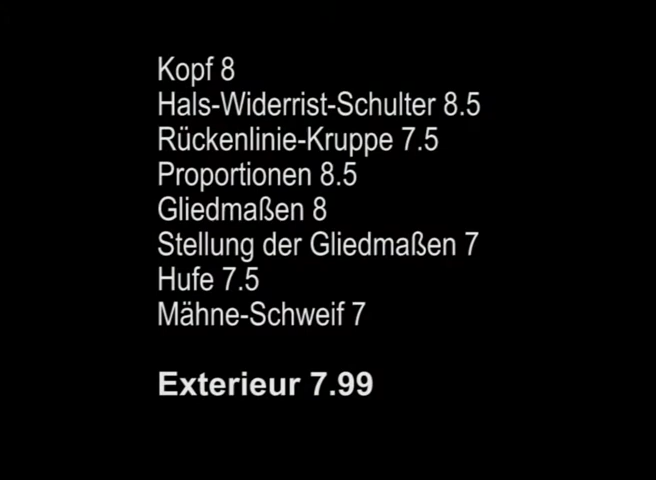 Kopf 8
Hals-Widerrist-Schulter 8.5
Rückenlinie-Kruppe 7.5
Proportionen 8.5
Gliedmaßen 8
Stellung der Gliedmaßen 7
Hufe 7.5
Mähne-Schweif 7
Exterieur 7.99